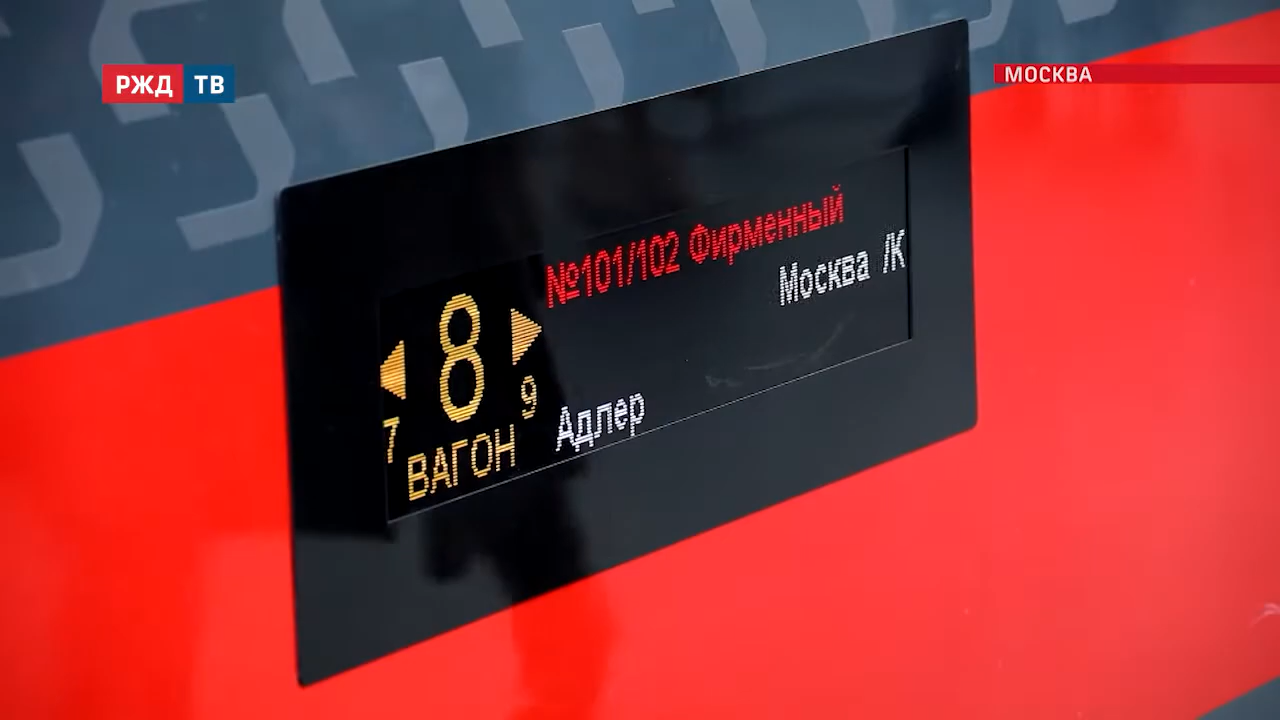 РЖД ТВ
МОСКВА
№101/102 Фирменный
Москва /К
8
7
9
ВАГОН
Адлер